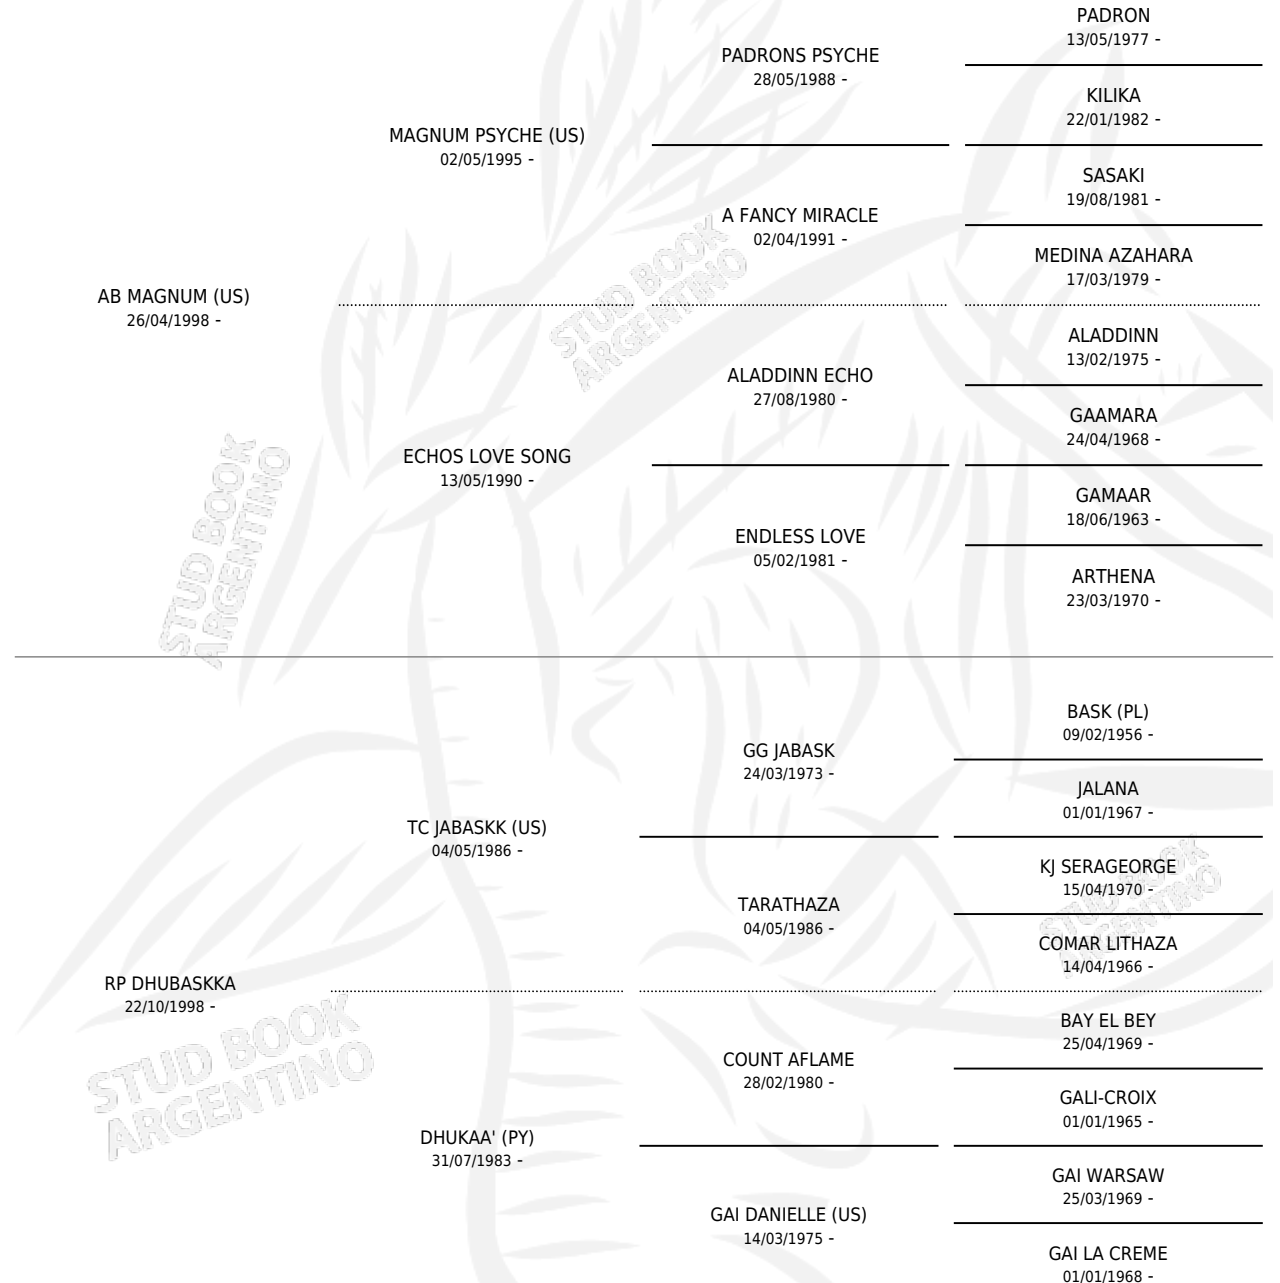 PADRON
13/05/1977 -
PADRONS PSYCHE
28/05/1988 -
KILIKA
22/01/1982 -
MAGNUM PSYCHE (US)
02/05/1995 -
SASAKI
19/08/1981 -
A FANCY MIRACLE
02/04/1991 -
MEDINA AZAHARA
17/03/1979 -
AB MAGNUM (US)
26/04/1998 -
STUD BOOK
ARGENTINO
ALADDINN
13/02/1975 -
ALADDINN ECHO
27/08/1980 -
GAAMARA
24/04/1968 -
ECHOS LOVE SONG
13/05/1990 -
GAMAAR
18/06/1963 -
ENDLESS LOVE
05/02/1981 -
ARTHENA
23/03/1970 -
STUD BOOK
ARGENTINO
BASK (PL)
09/02/1956 -
GG JABASK
24/03/1973 -
JALANA
01/01/1967 -
TC JABASKK (US)
04/05/1986 -
KJ SERAGEORGE
15/04/1970 -
TARATHAZA
04/05/1986 -
COMAR LITHAZA
14/04/1966 -
STUD BOOK
ARGENTINO
RP DHUBASKKA
22/10/1998 -
BAY EL BEY
25/04/1969 -
COUNT AFLAME
28/02/1980 -
GALI-CROIX
01/01/1965 -
STUD BOOK
ARGENTINO
DHUKAA' (PY)
31/07/1983 -
GAI WARSAW
25/03/1969 -
GAI DANIELLE (US)
14/03/1975 -
GAI LA CREME
01/01/1968 -